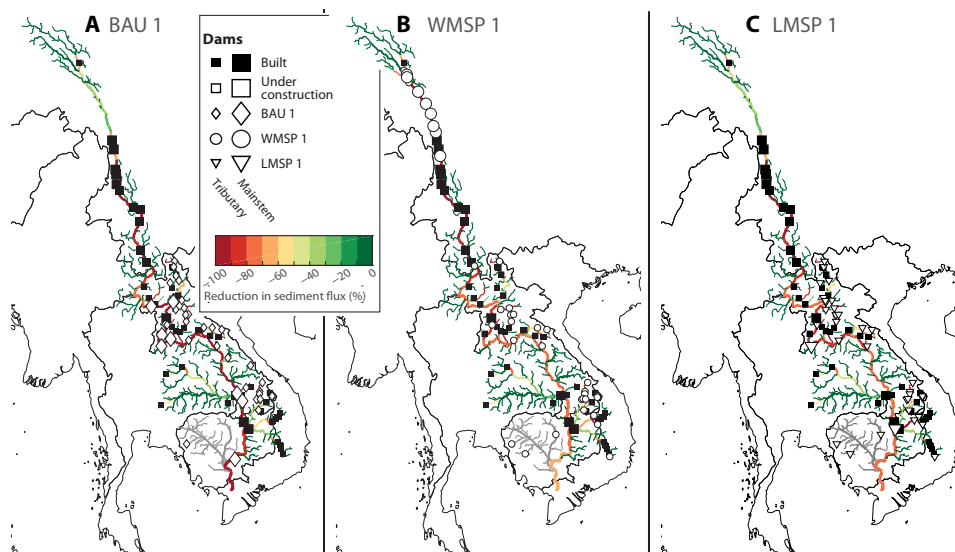 A BAU 1
B WMSP 1
C LMSP 1
Dams
Built
Under
construction
BAU 1
WMSP 1
LMSP 1
Tributary
Mainstem
−100
−80
−60
−40
−20
0
Reduction in sediment flux (%)